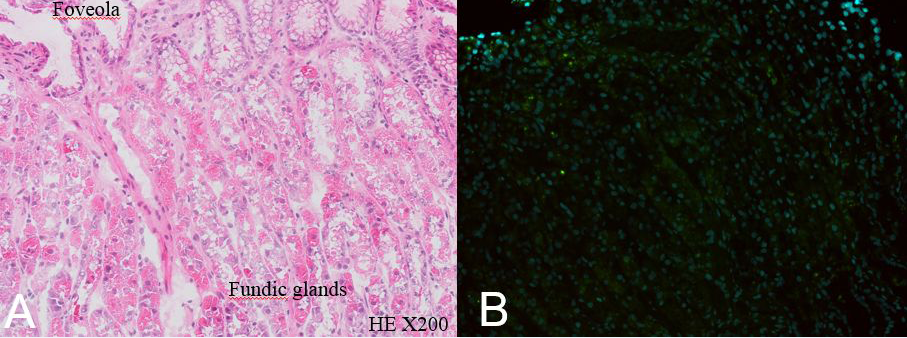 Foveola
Fundic glands
A
HE X200
B